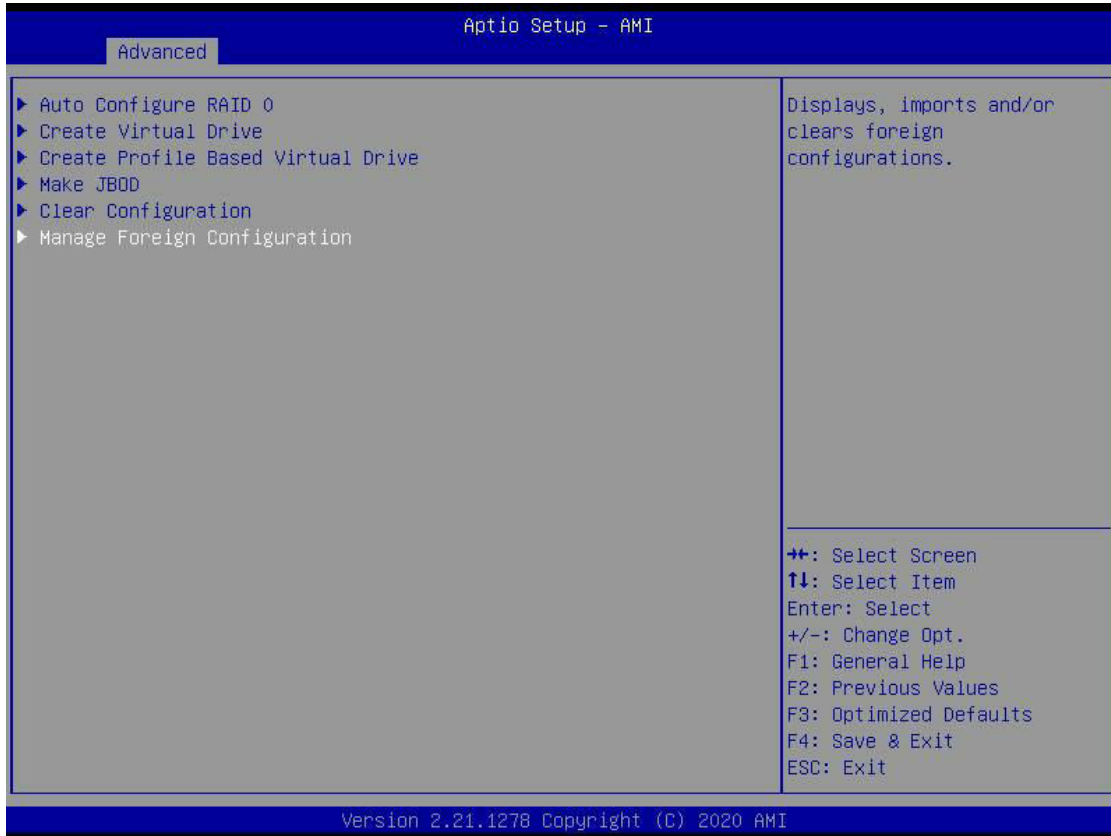 Aptio Setup – AMI
Advanced
▶ Auto Configure RAID 0
▶ Create Virtual Drive
▶ Create Profile Based Virtual Drive
▶ Make JBOD
▶ Clear Configuration
▶ Manage Foreign Configuration
Displays, imports and/or
clears foreign
configurations.
→←: Select Screen
↑↓: Select Item
Enter: Select
+/-: Change Opt.
F1: General Help
F2: Previous Values
F3: Optimized Defaults
F4: Save & Exit
ESC: Exit
Version 2.21.1278 Copyright (C) 2020 AMI